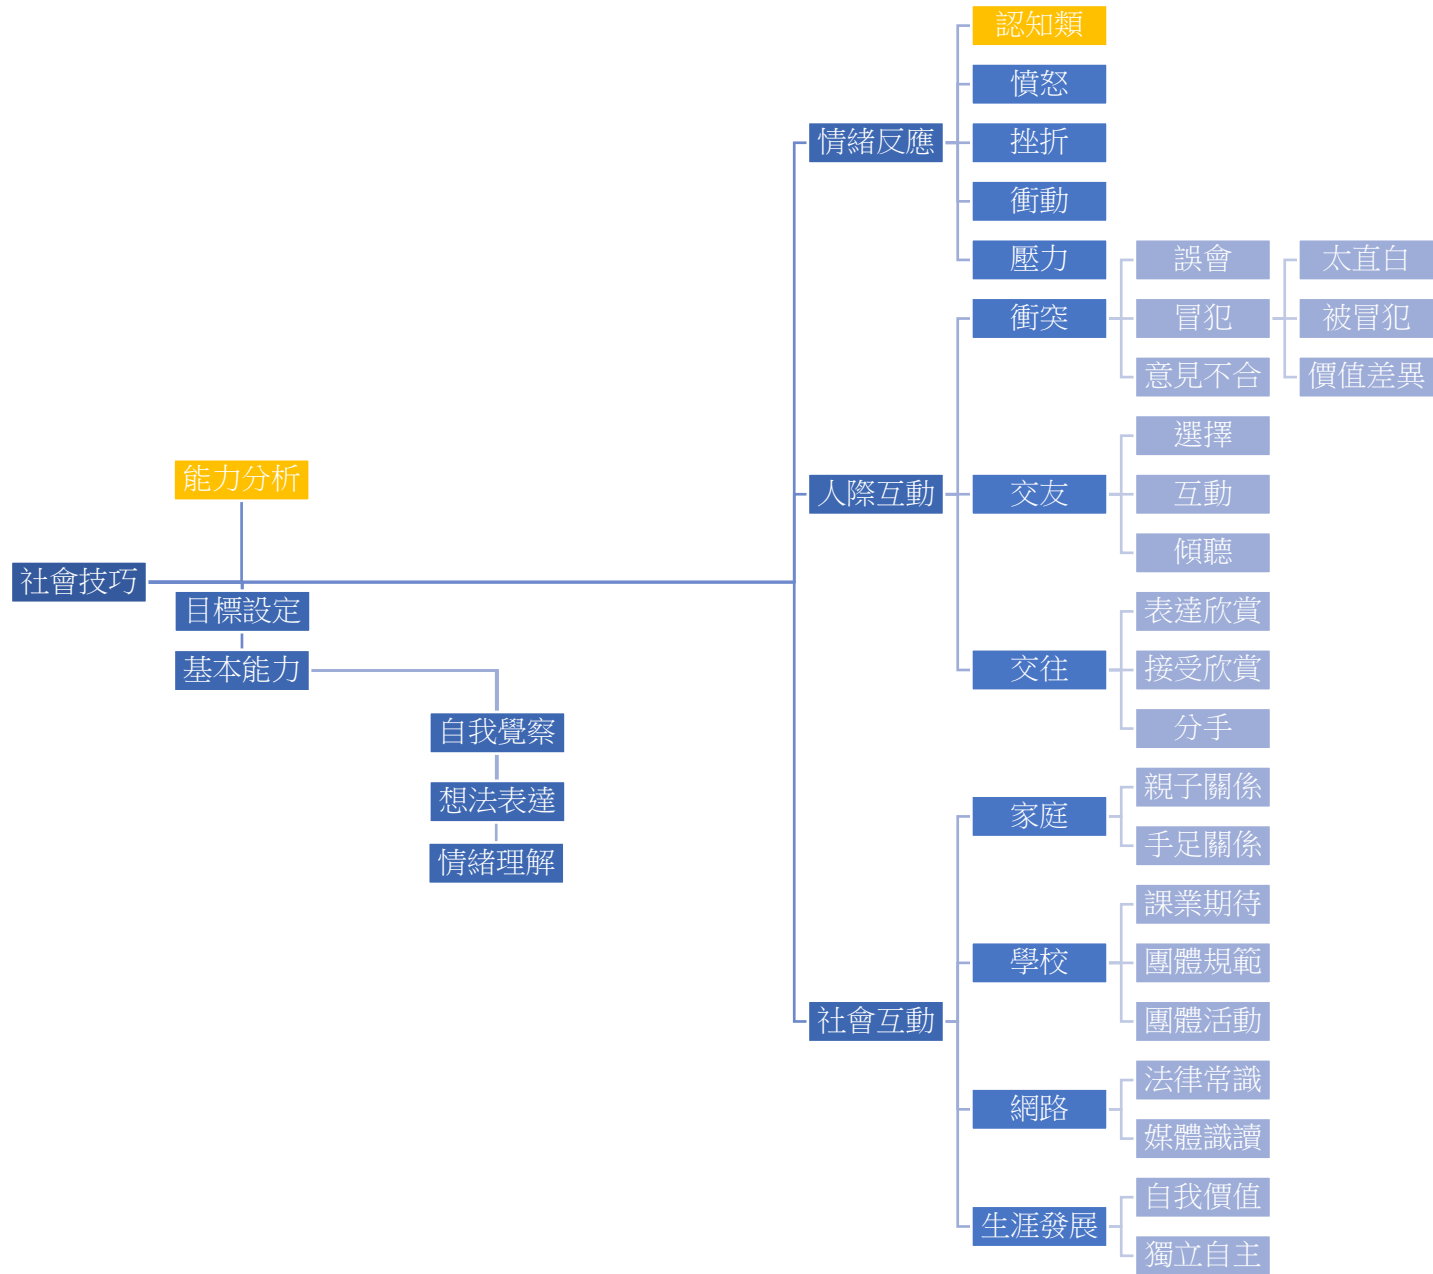 社會技巧
能力分析
目標設定
基本能力
自我覺察
想法表達
情緒理解
情緒反應
認知類
憤怒
挫折
衝動
壓力
人際互動
衝突
誤會
冒犯
太直白
被冒犯
價值差異
意見不合
交友
選擇
互動
傾聽
交往
表達欣賞
接受欣賞
分手
社會互動
家庭
親子關係
手足關係
學校
課業期待
團體規範
團體活動
網路
法律常識
媒體識讀
生涯發展
自我價值
獨立自主